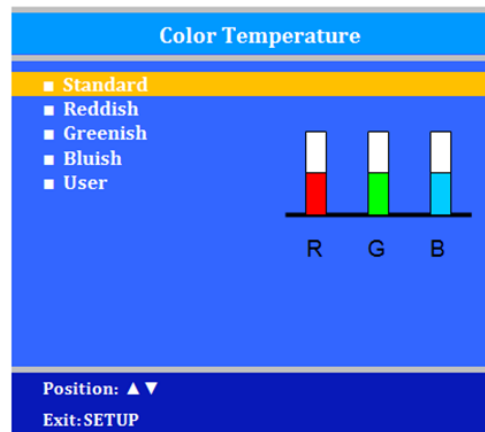 Color Temperature
■ Standard
■ Reddish
■ Greenish
■ Bluish
■ User
R G B
Position: ▲▼
Exit: SETUP